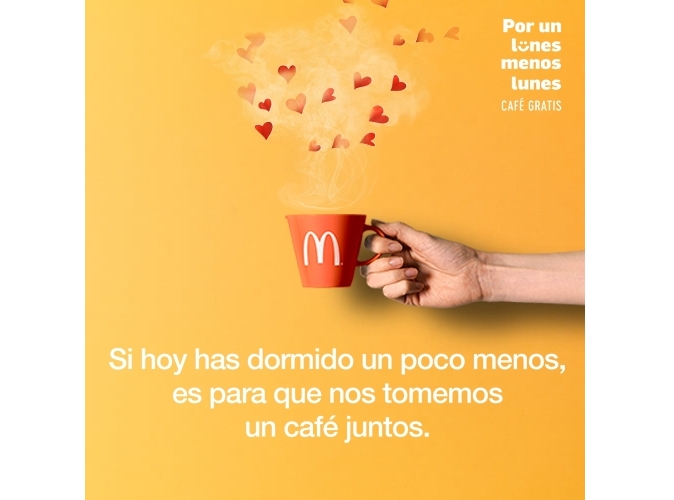 Por un
lunes
menos
lunes
CAFÉ GRATIS
M
Si hoy has dormido un poco menos,
es para que nos tomemos
un café juntos.